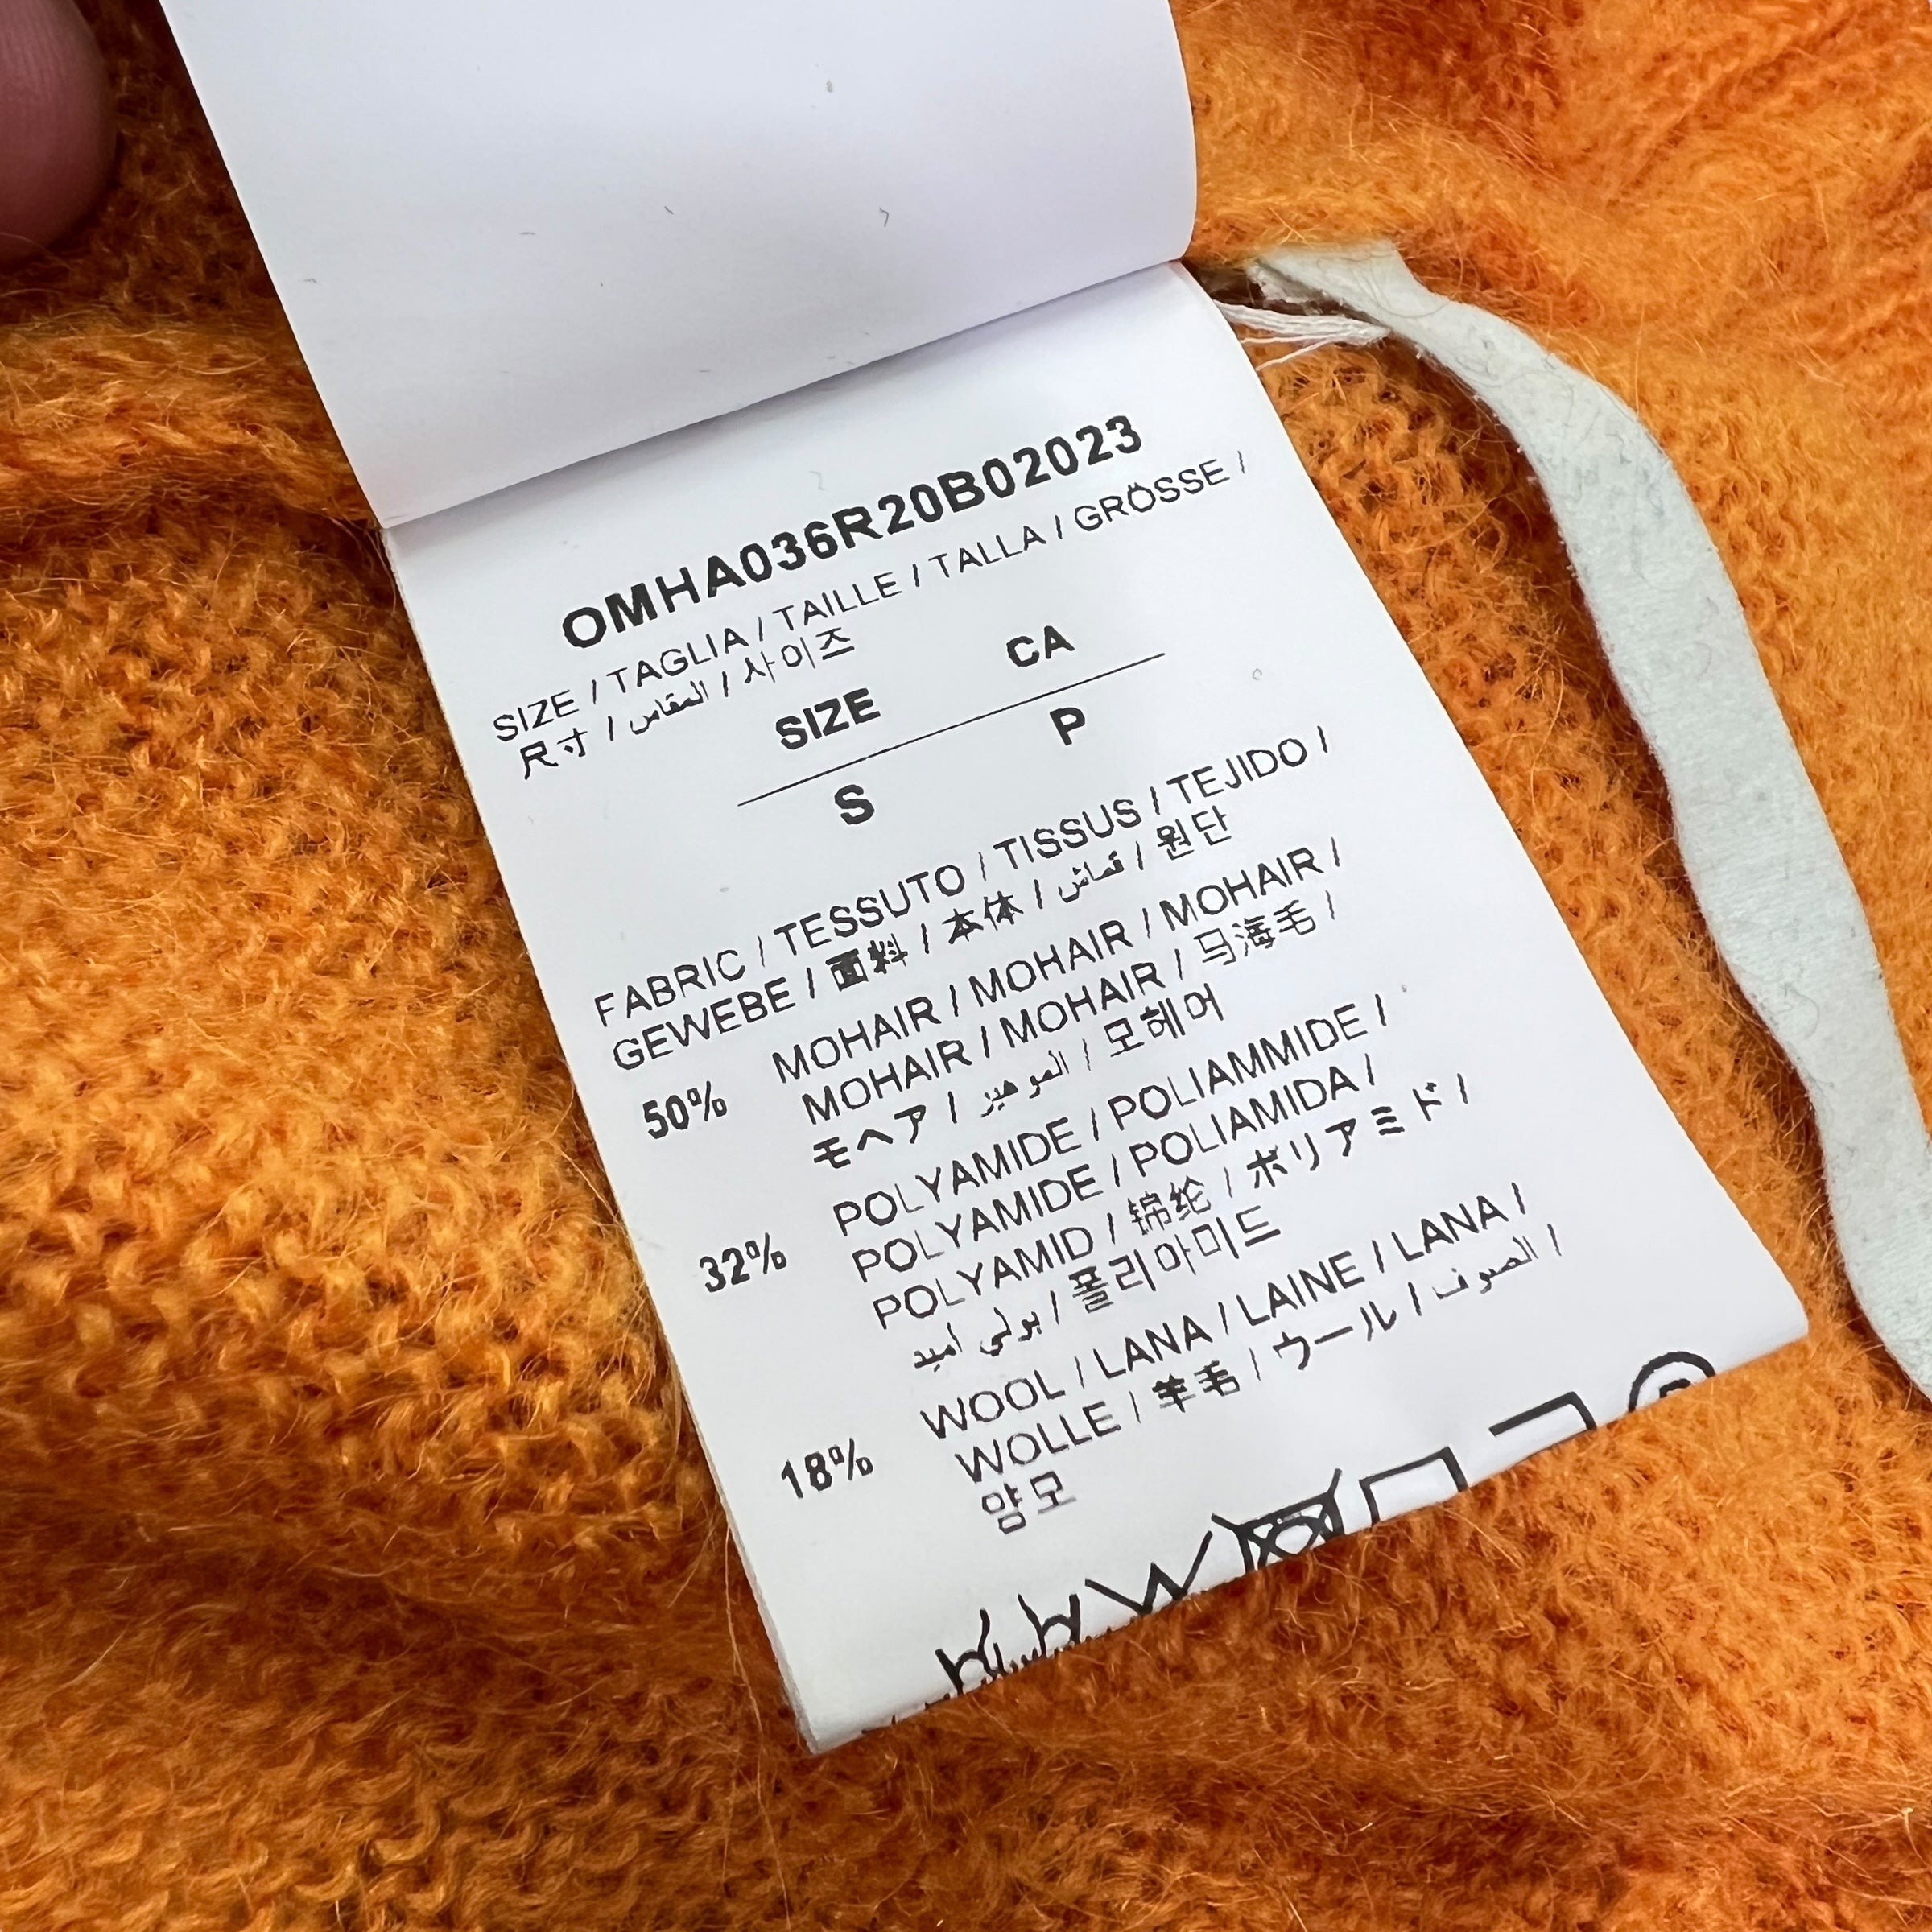 OMHA036R20B02023
SIZE / TAGLIA / TAILLE / TALLA / GRÖSSE /
尺寸 / المقاس / 사이즈
SIZE CA
S P
FABRIC / TESSUTO / TISSUS / TEJIDO /
GEWEBE / 面料 / 本体 / قماش / 원단
50% MOHAIR / MOHAIR / MOHAIR /
MOHAIR / MOHAIR / 马海毛 /
モヘア / الموهير / 모헤어
32% POLYAMIDE / POLIAMMIDE /
POLYAMIDE / POLIAMIDA /
POLYAMID / 锦纶 / ポリアミド /
بولي اميد / 폴리아미드
18% WOOL / LANA / LAINE / LANA /
WOLLE / 羊毛 / ウール / الصوف /
양모